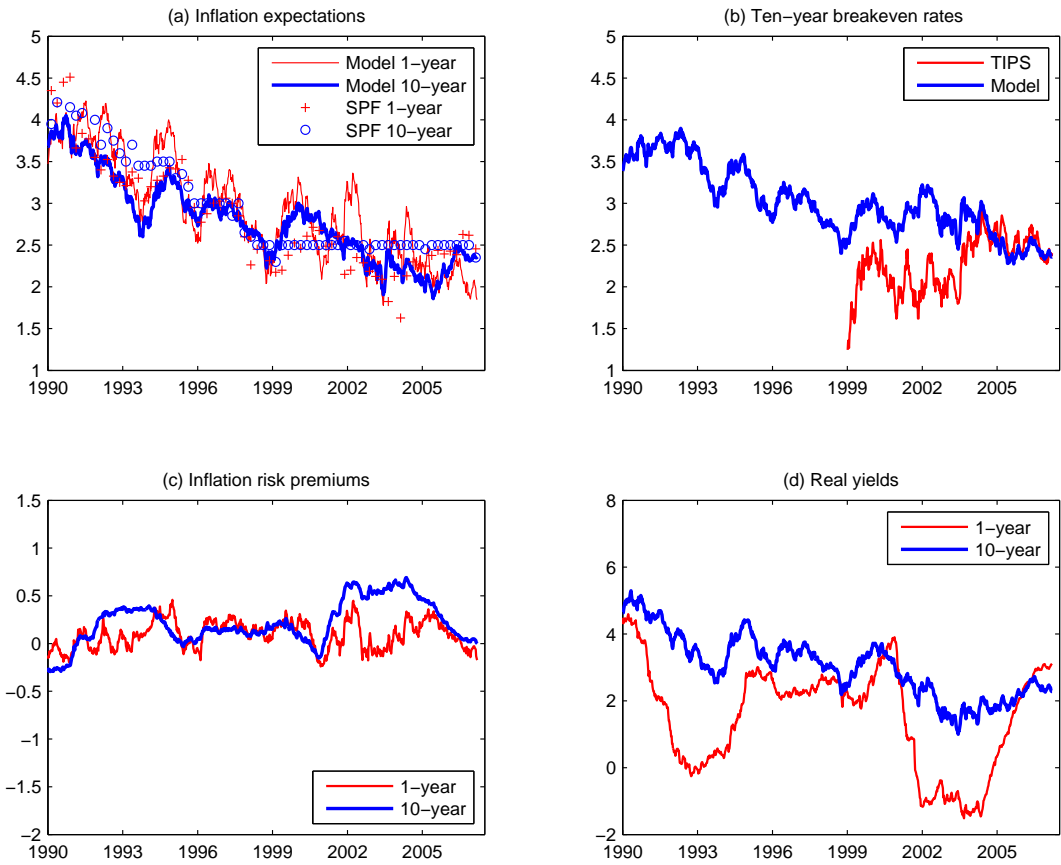 (a) Inflation expectations
5
4.5
4
3.5
3
2.5
2
1.5
1
1990 1993 1996 1999 2002 2005
Model 1−year
Model 10−year
SPF 1−year
SPF 10−year
(b) Ten−year breakeven rates
5
4.5
4
3.5
3
2.5
2
1.5
1
1990 1993 1996 1999 2002 2005
TIPS
Model
(c) Inflation risk premiums
1.5
1
0.5
0
−0.5
−1
−1.5
−2
1990 1993 1996 1999 2002 2005
1−year
10−year
(d) Real yields
8
6
4
2
0
−2
1990 1993 1996 1999 2002 2005
1−year
10−year